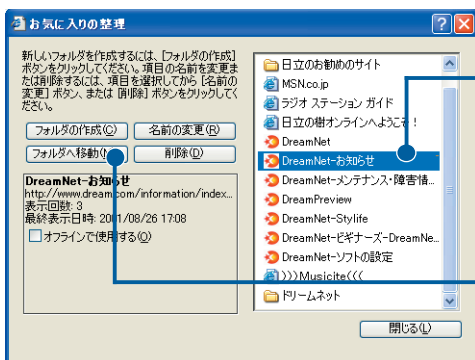 お気に入りの整理
新しいフォルダを作成するには、[フォルダの作成]
ボタンをクリックしてください。項目の名前を変更ま
たは削除するには、項目を選択してから [名前の
変更] ボタン、または [削除] ボタンをクリックしてく
ださい。
フォルダの作成(C)
名前の変更(R)
フォルダへ移動(
削除(D)
DreamNet-お知らせ
http://www.dream.com/information/index...
表示回数: 3
最終表示日時: 2001/08/26 17:08
オフラインで使用する(O)
日立のお勧めのサイト
MSN.co.jp
ラジオ ステーション ガイド
日立の樹オンラインへようこそ!
DreamNet
DreamNet-お知らせ
DreamNet-メンテナンス・障害情...
DreamPreview
DreamNet-Stylife
DreamNet-ビギナーズ-DreamNe...
DreamNet-ソフトの設定
)))Musicite(((
ドリームネット
閉じる(L)